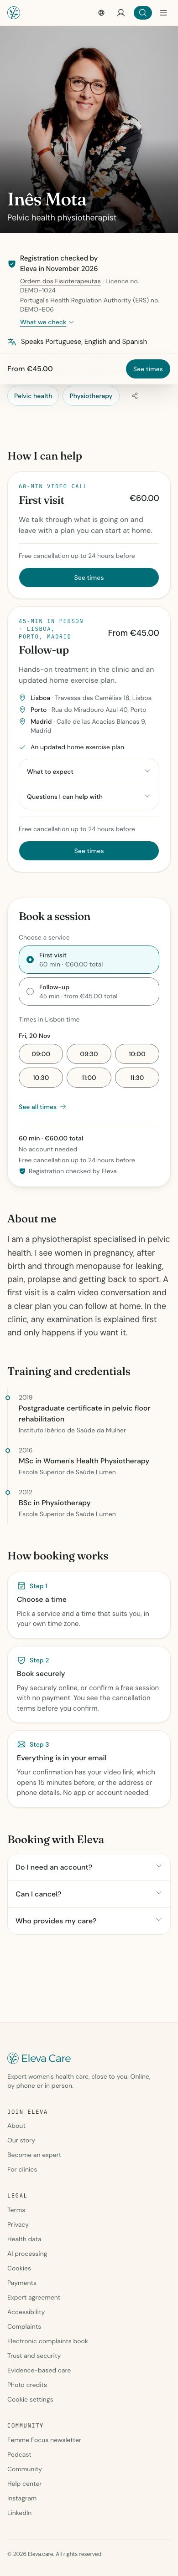 Inês Mota
Pelvic health physiotherapist
Registration checked by
Eleva in November 2026
Ordem dos Fisioterapeutas · Licence no.
DEMO-1024
Portugal's Health Regulation Authority (ERS) no.
DEMO-E06
What we check
Speaks Portuguese, English and Spanish
From €45.00
See times
Pelvic health
Physiotherapy
How I can help
60-MIN VIDEO CALL
First visit
€60.00
We talk through what is going on and
leave with a plan you can start at home.
Free cancellation up to 24 hours before
See times
45-MIN IN PERSON
· LISBOA,
PORTO, MADRID
Follow-up
From €45.00
Hands-on treatment in the clinic and an
updated home exercise plan.
Lisboa · Travessa das Camélias 18, Lisboa
Porto · Rua do Miradouro Azul 40, Porto
Madrid · Calle de las Acacias Blancas 9,
Madrid
An updated home exercise plan
What to expect
Questions I can help with
Free cancellation up to 24 hours before
See times
Book a session
Choose a service
First visit
60 min · €60.00 total
Follow-up
45 min · from €45.00 total
Times in Lisbon time
Fri, 20 Nov
09:00
09:30
10:00
10:30
11:00
11:30
See all times
60 min · €60.00 total
No account needed
Free cancellation up to 24 hours before
Registration checked by Eleva
About me
I am a physiotherapist specialised in pelvic
health. I see women in pregnancy, after
birth and through menopause for leaking,
pain, prolapse and getting back to sport. A
first visit is a calm video conversation and
a clear plan you can follow at home. In the
clinic, any examination is explained first
and only happens if you want it.
Training and credentials
2019
Postgraduate certificate in pelvic floor
rehabilitation
Instituto Ibérico de Saúde da Mulher
2016
MSc in Women's Health Physiotherapy
Escola Superior de Saúde Lumen
2012
BSc in Physiotherapy
Escola Superior de Saúde Lumen
How booking works
Step 1
Choose a time
Pick a service and a time that suits you, in
your own time zone.
Step 2
Book securely
Pay securely online, or confirm a free session
with no payment. You see the cancellation
terms before you confirm.
Step 3
Everything is in your email
Your confirmation has your video link, which
opens 15 minutes before, or the address or
phone details. No app or account needed.
Booking with Eleva
Do I need an account?
Can I cancel?
Who provides my care?
Eleva Care
Expert women's health care, close to you. Online,
by phone or in person.
JOIN ELEVA
About
Our story
Become an expert
For clinics
LEGAL
Terms
Privacy
Health data
AI processing
Cookies
Payments
Expert agreement
Accessibility
Complaints
Electronic complaints book
Trust and security
Evidence-based care
Photo credits
Cookie settings
COMMUNITY
Femme Focus newsletter
Podcast
Community
Help center
Instagram
LinkedIn
© 2026 Eleva.care. All rights reserved.